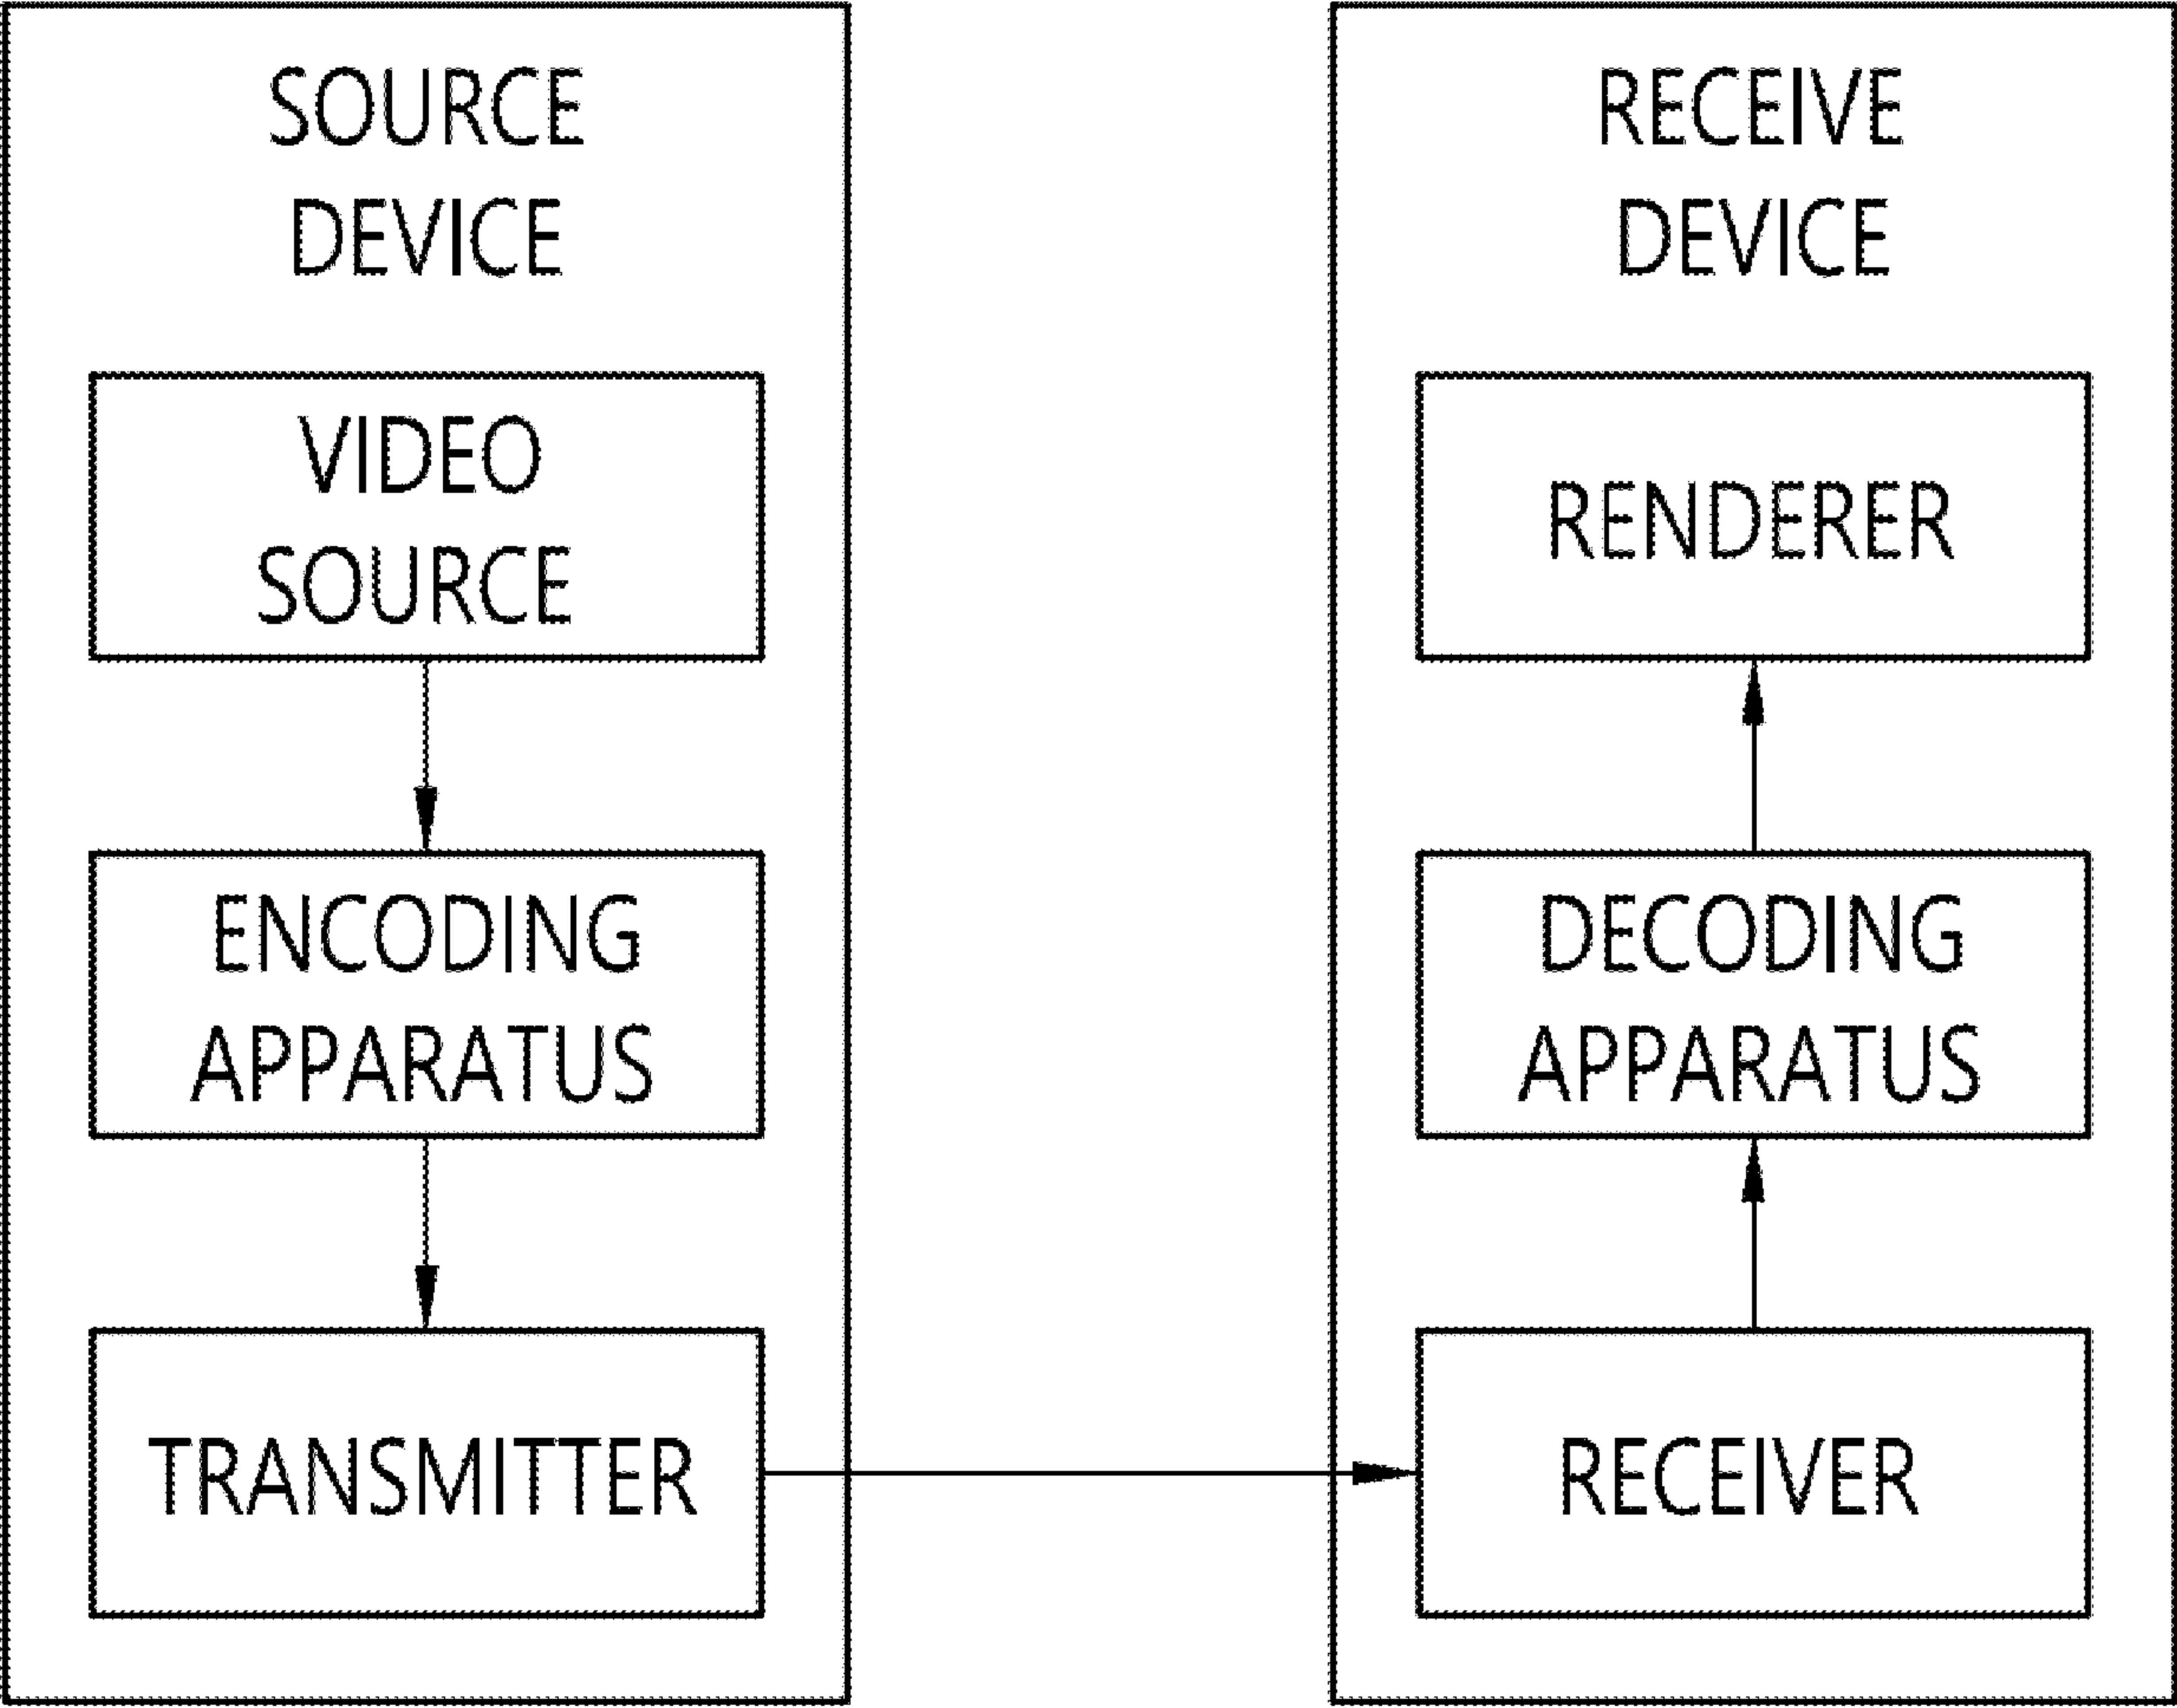 SOURCE
DEVICE
VIDEO
SOURCE
ENCODING
APPARATUS
TRANSMITTER
RECEIVE
DEVICE
RENDERER
DECODING
APPARATUS
RECEIVER